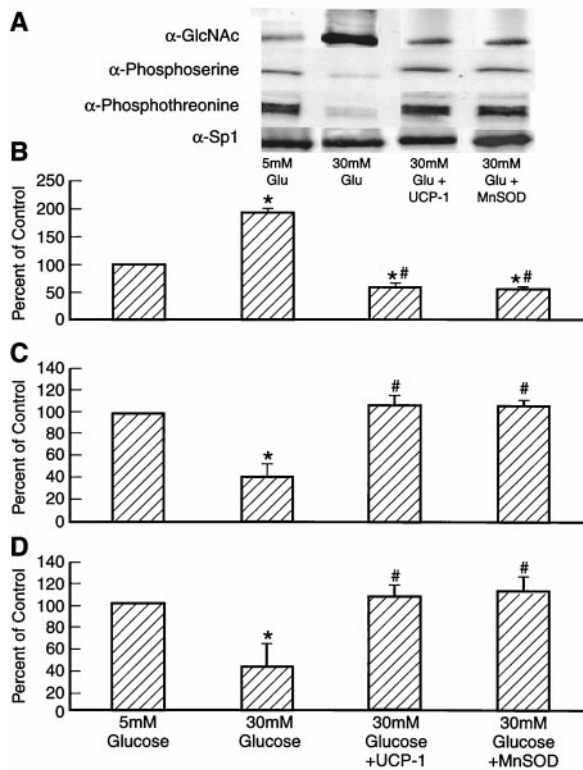 A
α-GlcNAc
α-Phosphoserine
α-Phosphothreonine
α-Sp1
5mM Glu
30mM Glu
30mM Glu + UCP-1
30mM Glu + MnSOD
B
Percent of Control
250
200
150
100
50
0
*
*#
*#
C
Percent of Control
140
120
100
80
60
40
20
0
*
#
#
D
Percent of Control
140
120
100
80
60
40
20
0
*
#
#
5mM Glucose
30mM Glucose
30mM Glucose +UCP-1
30mM Glucose +MnSOD